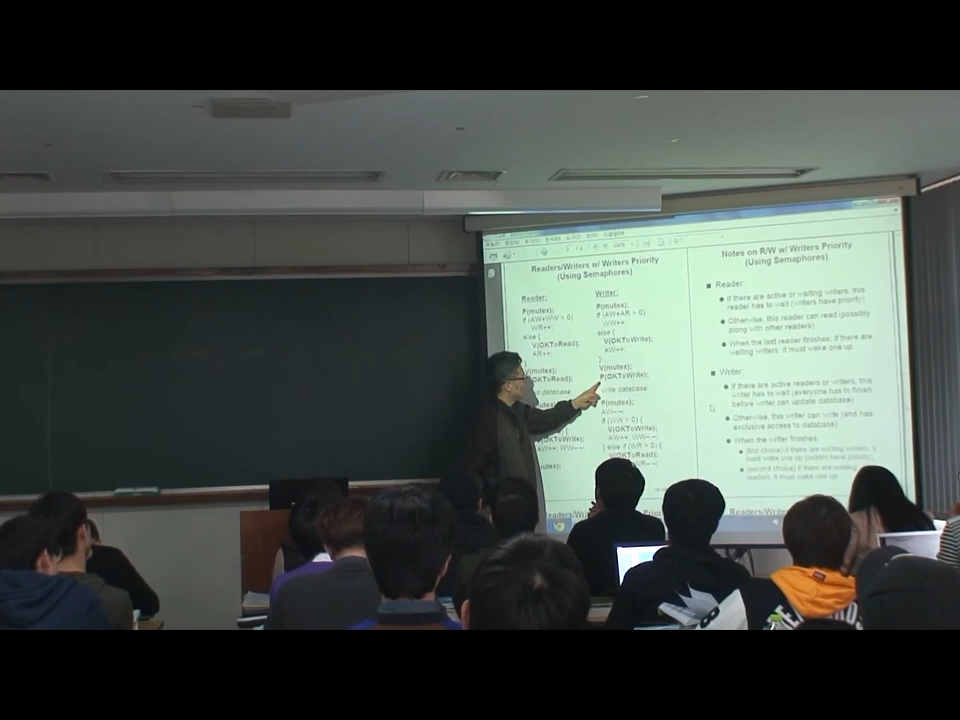 Readers/Writers w/ Writers Priority
(Using Semaphores)
Reader:
P(mutex);
if (AW+WW > 0)
WR++;
else {
V(OKToRead);
AR++;
}
V(mutex);
(OKToRead);
database
Writer:
P(mutex);
if (AW+AR > 0)
WW++;
else {
V(OKToWrite);
AW++;
}
V(mutex);
P(OKToWrite);
write database
P(mutex);
AW--;
if (WW > 0) {
V(OKToWrite);
AW++; WW--;
} else if (WR > 0) {
V(OKToRead);
Notes on R/W w/ Writers Priority
(Using Semaphores)
■ Reader:
● If there are active or waiting writers, this
reader has to wait (writers have priority)
● Otherwise, this reader can read (possibly
along with other readers)
● When the last reader finishes, if there are
waiting writers, it must wake one up
■ Writer:
● If there are active readers or writers, this
writer has to wait (everyone has to finish
before writer can update database)
● Otherwise, this writer can write (and has
exclusive access to database)
● When the writer finishes,
● (first choice) if there are waiting writers, it
must wake one up (writers have priority)
● (second choice) if there are waiting
readers, it must wake one up
Readers/Wri